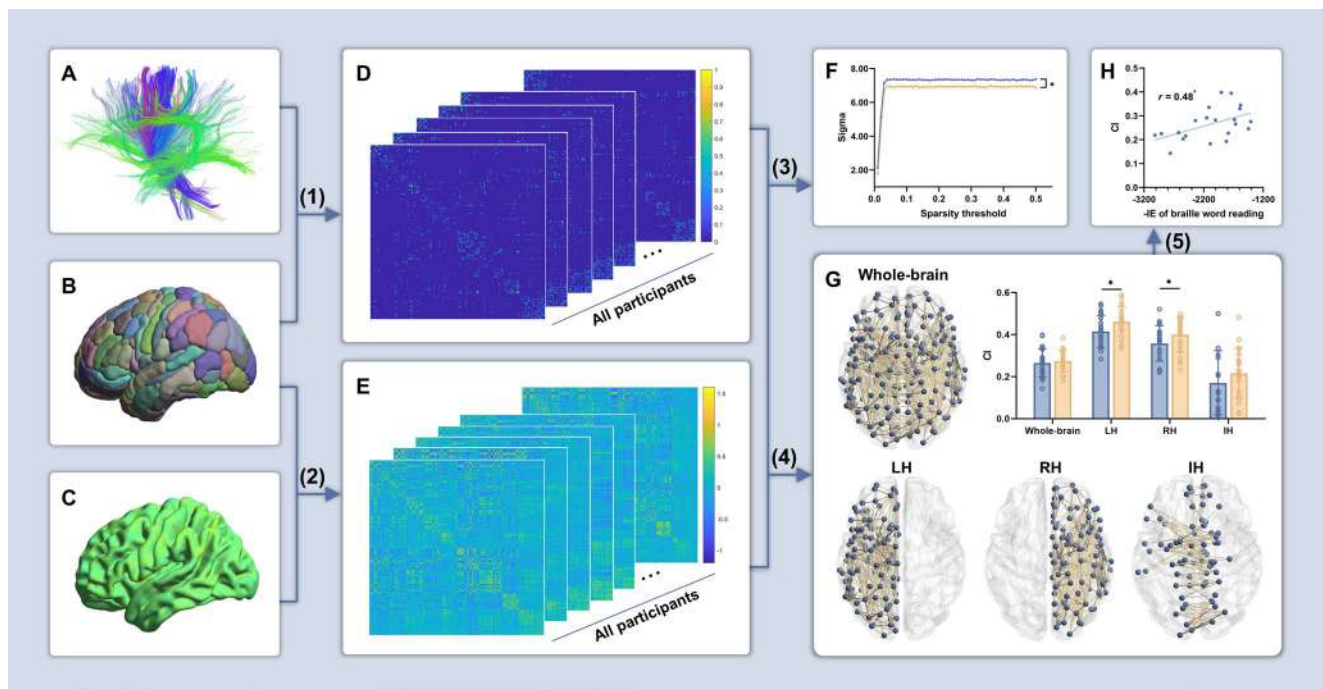 A
B
C
(1)
(2)
D
1
0.9
0.8
0.7
0.6
0.5
0.4
0.3
0.2
0.1
0
•••
All participants
E
1.5
1
0.5
0
-0.5
-1
•••
All participants
(3)
(4)
F
8.00
6.00
4.00
2.00
Sigma
*
0.0 0.1 0.2 0.3 0.4 0.5
Sparsity threshold
H
r = 0.48*
0.5
0.4
0.3
0.2
0.1
0.0
CI
-3200 -2200 -1200
-IE of braille word reading
(5)
G
Whole-brain
0.6
0.4
0.2
0.0
CI
* *
Whole-brain LH RH IH
LH RH IH